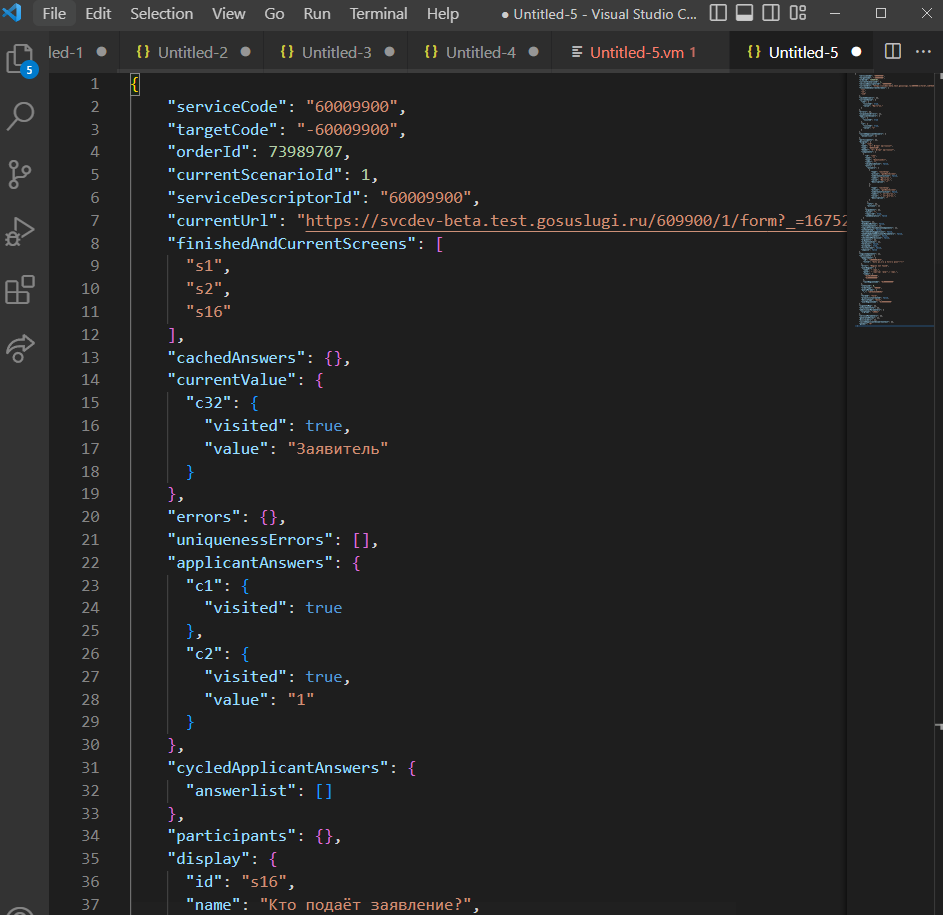 File Edit Selection View Go Run Terminal Help ● Untitled-5 - Visual Studio C...
led-1 ● {} Untitled-2 ● {} Untitled-3 ● {} Untitled-4 ● Untitled-5.vm 1 {} Untitled-5 ● ...
5
1 {
2 "serviceCode": "60009900",
3 "targetCode": "-60009900",
4 "orderId": 73989707,
5 "currentScenarioId": 1,
6 "serviceDescriptorId": "60009900",
7 "currentUrl": "https://svcdev-beta.test.gosuslugi.ru/609900/1/form?_=16752
8 "finishedAndCurrentScreens": [
9 "s1",
10 "s2",
11 "s16"
12 ],
13 "cachedAnswers": {},
14 "currentValue": {
15 "c32": {
16 "visited": true,
17 "value": "Заявитель"
18 }
19 },
20 "errors": {},
21 "uniquenessErrors": [],
22 "applicantAnswers": {
23 "c1": {
24 "visited": true
25 },
26 "c2": {
27 "visited": true,
28 "value": "1"
29 }
30 },
31 "cycledApplicantAnswers": {
32 "answerlist": []
33 },
34 "participants": {},
35 "display": {
36 "id": "s16",
37 "name": "Кто подаёт заявление?",